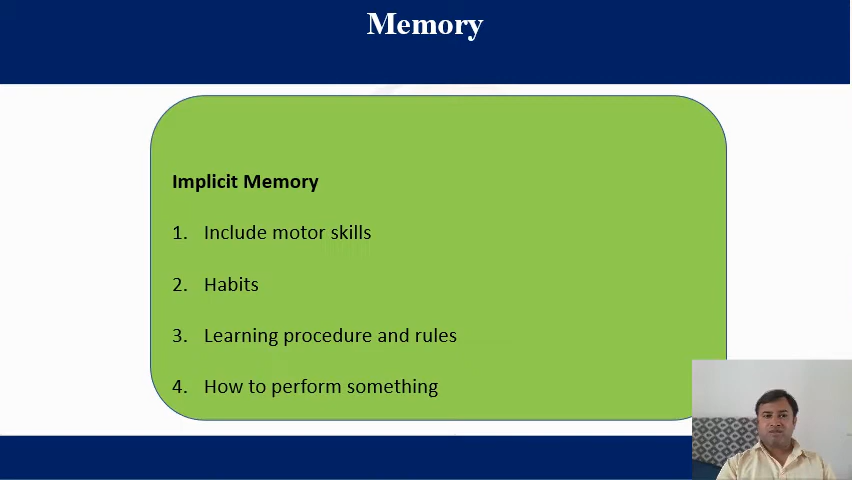 Memory
Implicit Memory
1. Include motor skills
2. Habits
3. Learning procedure and rules
4. How to perform something